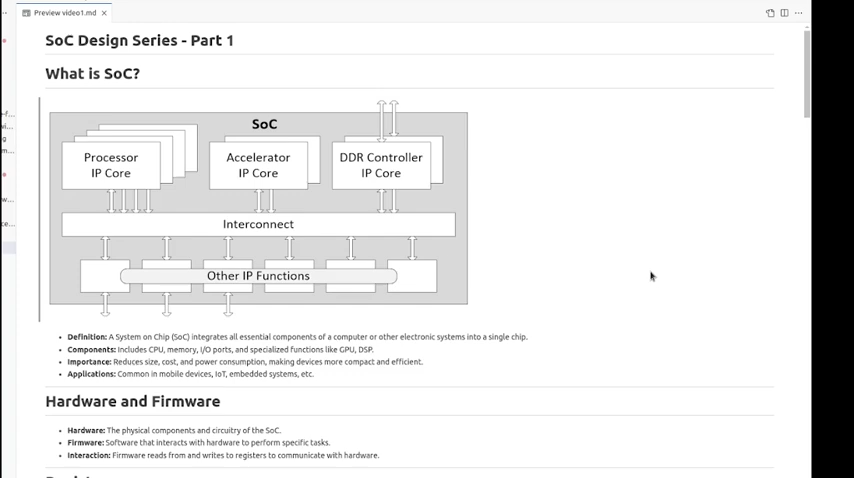 Preview video1.md
SoC Design Series - Part 1
What is SoC?
SoC
Processor
IP Core
Accelerator
IP Core
DDR Controller
IP Core
Interconnect
Other IP Functions
Definition: A System on Chip (SoC) integrates all essential components of a computer or other electronic systems into a single chip.
Components: Includes CPU, memory, I/O ports, and specialized functions like GPU, DSP.
Importance: Reduces size, cost, and power consumption, making devices more compact and efficient.
Applications: Common in mobile devices, IoT, embedded systems, etc.
Hardware and Firmware
Hardware: The physical components and circuitry of the SoC.
Firmware: Software that interacts with hardware to perform specific tasks.
Interaction: Firmware reads from and writes to registers to communicate with hardware.